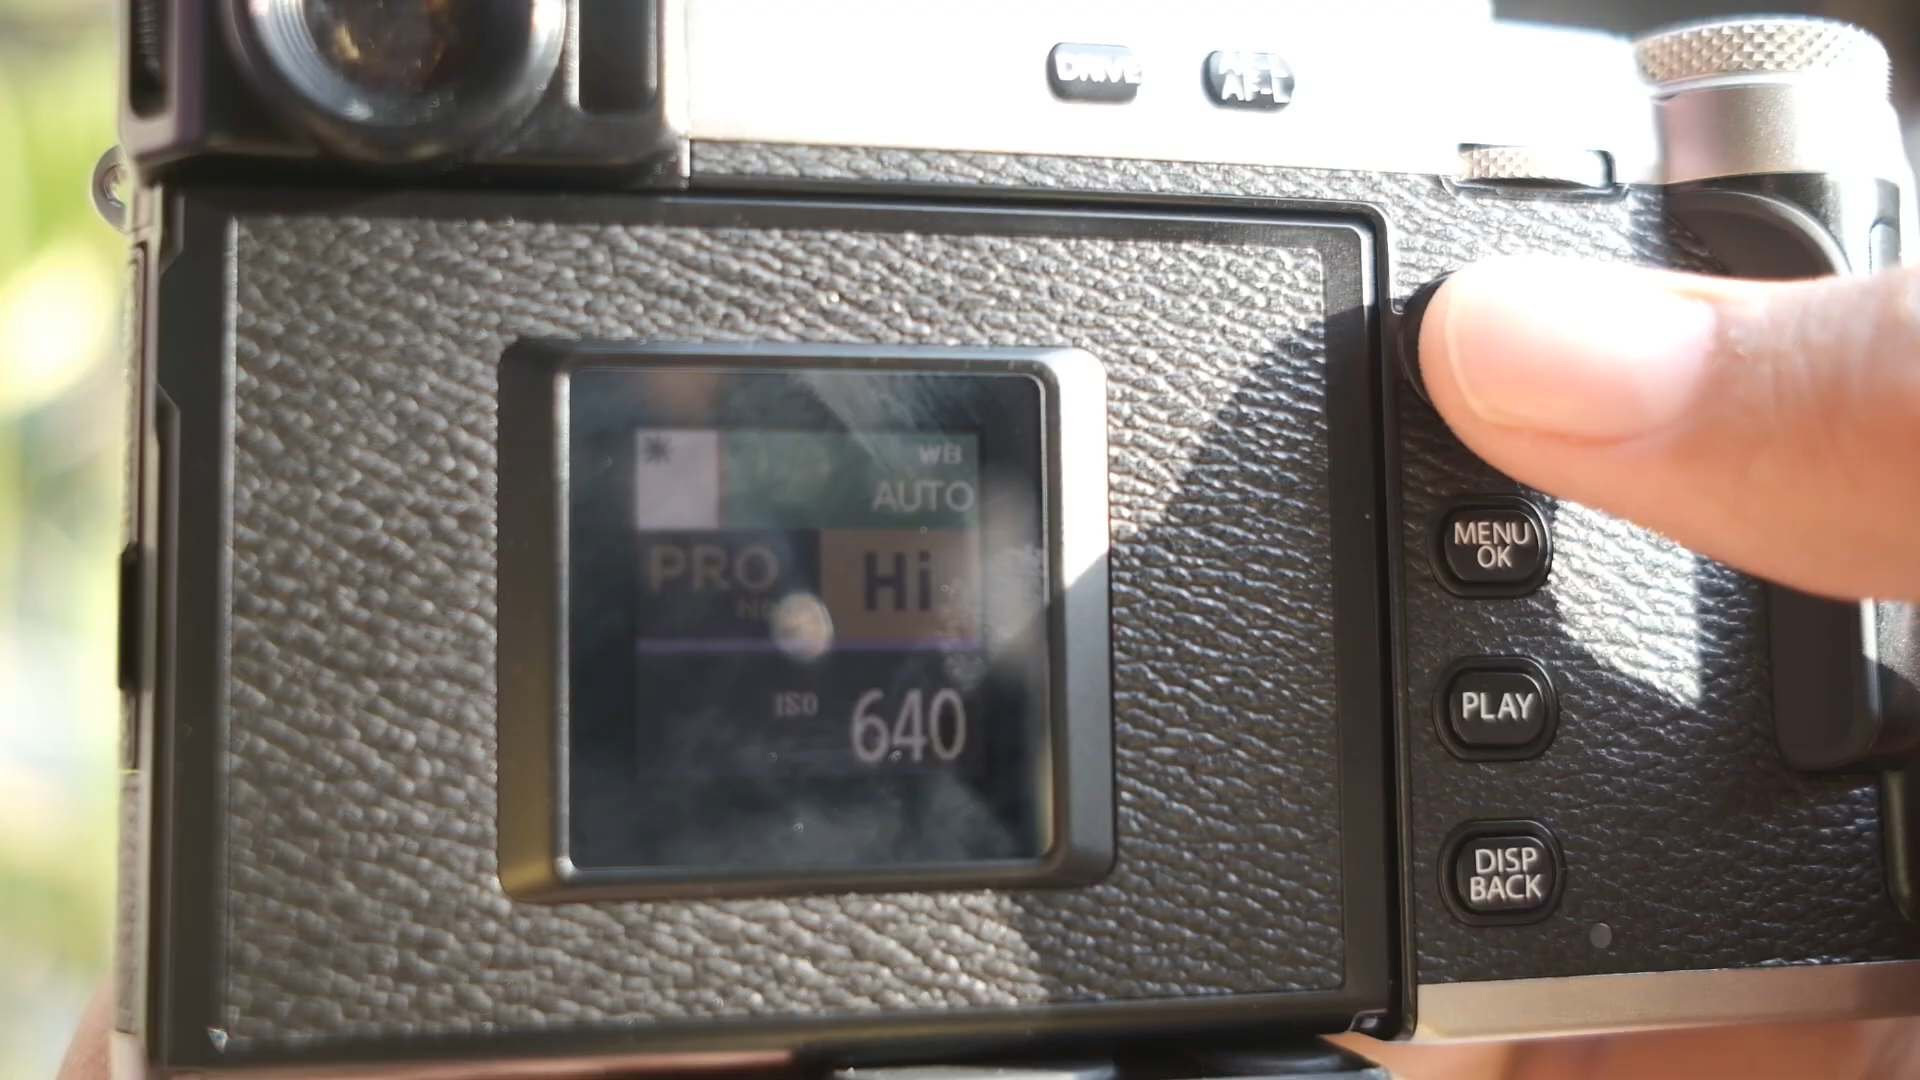 DRIVE
AF-L
WB
AUTO
PRO
Hi
ISO 640
MENU
OK
PLAY
DISP
BACK